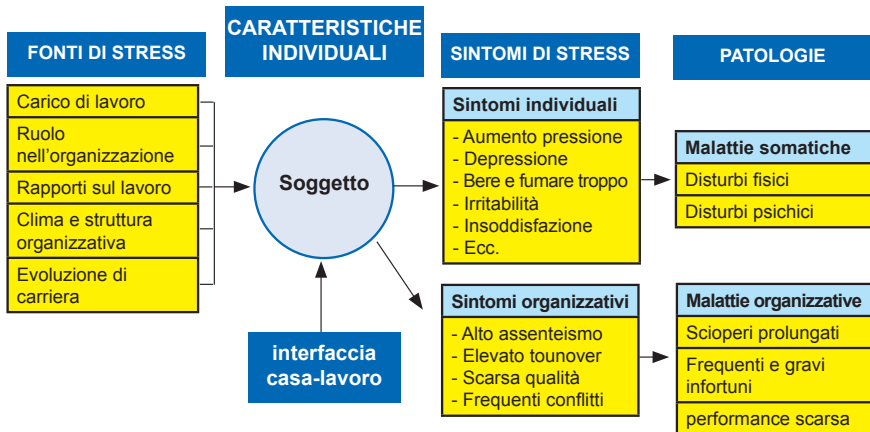 FONTI DI STRESS
Carico di lavoro
Ruolo
nell'organizzazione
Rapporti sul lavoro
Clima e struttura
organizzativa
Evoluzione di
carriera
CARATTERISTICHE
INDIVIDUALI
Soggetto
interfaccia
casa-lavoro
SINTOMI DI STRESS
Sintomi individuali
- Aumento pressione
- Depressione
- Bere e fumare troppo
- Irritabilità
- Insoddisfazione
- Ecc.
Sintomi organizzativi
- Alto assenteismo
- Elevato tounover
- Scarsa qualità
- Frequenti conflitti
PATOLOGIE
Malattie somatiche
Disturbi fisici
Disturbi psichici
Malattie organizzative
Scioperi prolungati
Frequenti e gravi
infortuni
performance scarsa